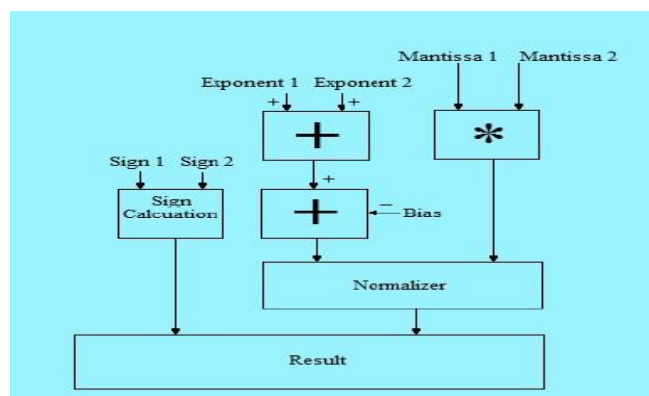 Mantissa 1 Mantissa 2
Exponent 1 Exponent 2
+ +
+
*
+
Sign 1 Sign 2
Sign
Calcuation
+
−
Bias
Normalizer
Result